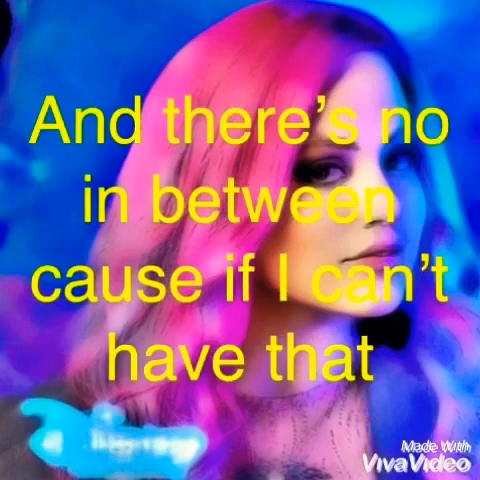 And there's no
in between
cause if I can't
have that
Made With
VivaVideo